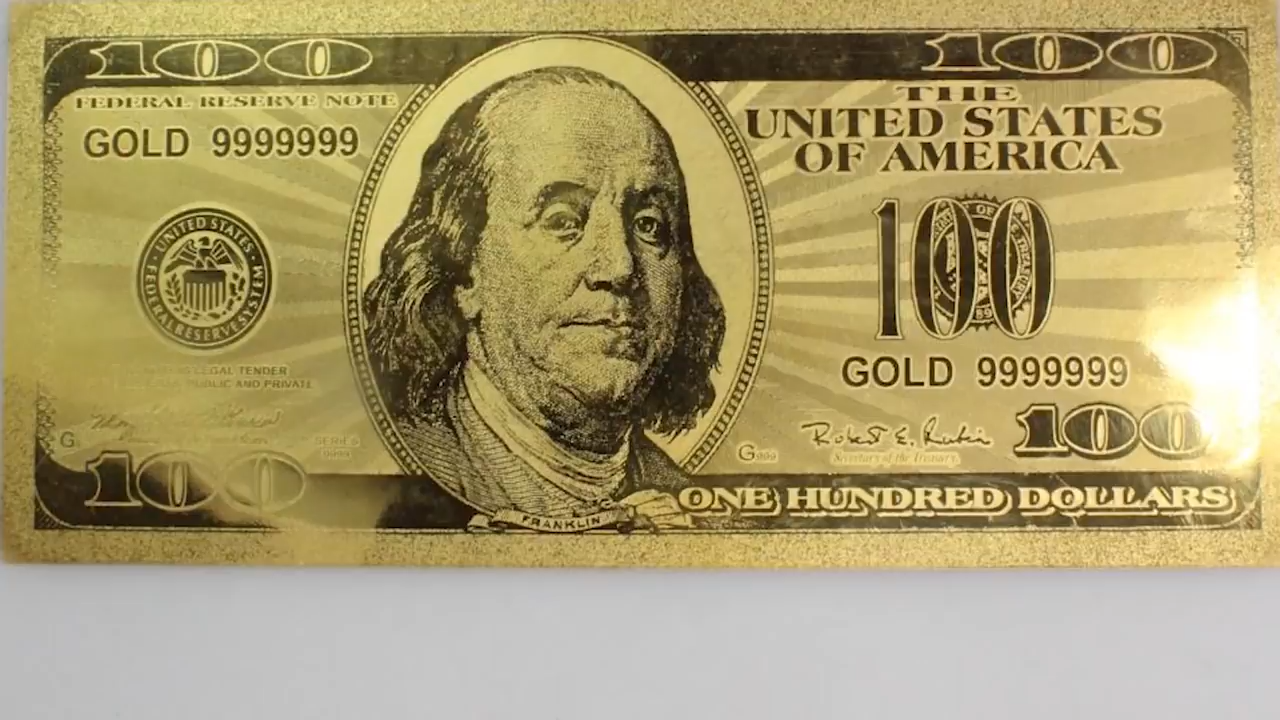 100 100
FEDERAL RESERVE NOTE
GOLD 9999999
THE
UNITED STATES
OF AMERICA
UNITED STATES
FEDERAL RESERVE SYSTEM
100
GOLD 9999999
LEGAL TENDER
PUBLIC AND PRIVATE
G
SERIES
9999
G999
Robert E. Rubin
Secretary of the Treasury.
100
100
FRANKLIN
ONE HUNDRED DOLLARS